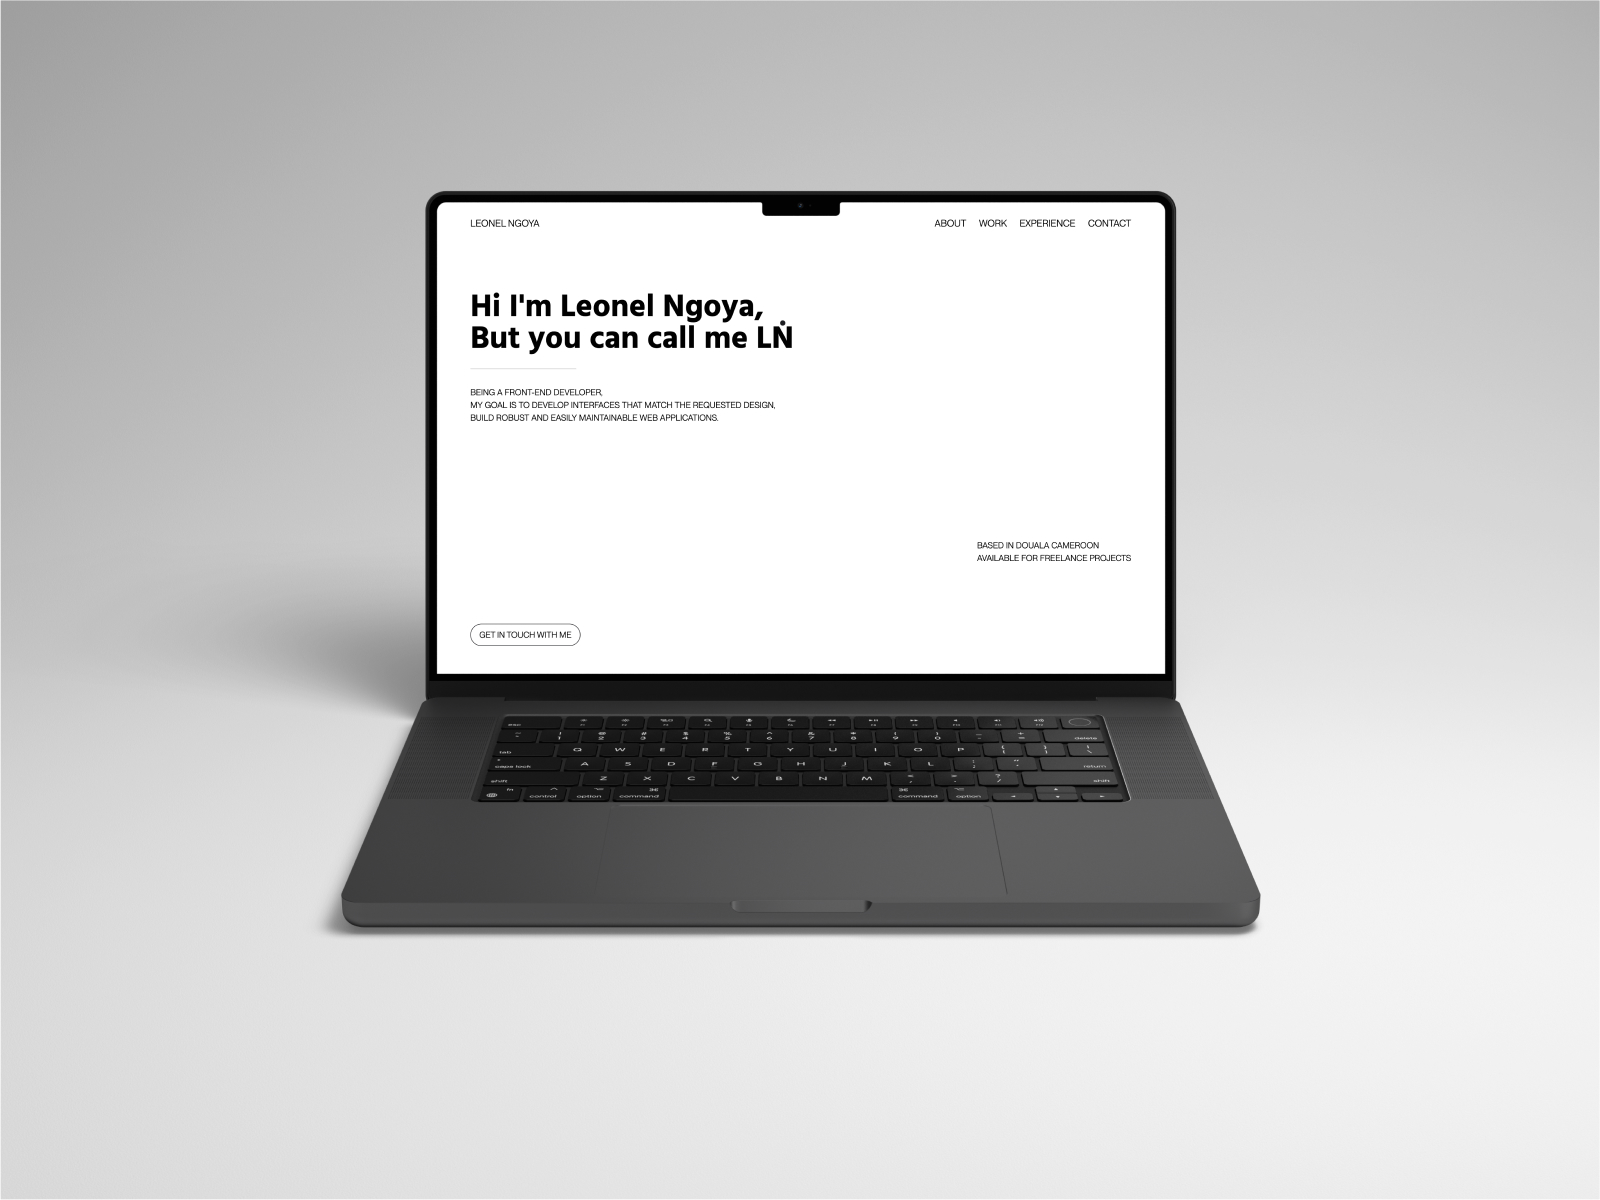 LEONEL NGOYA
ABOUT WORK EXPERIENCE CONTACT
Hi I'm Leonel Ngoya,
But you can call me LṄ
BEING A FRONT-END DEVELOPER,
MY GOAL IS TO DEVELOP INTERFACES THAT MATCH THE REQUESTED DESIGN,
BUILD ROBUST AND EASILY MAINTAINABLE WEB APPLICATIONS.
BASED IN DOUALA CAMEROON
AVAILABLE FOR FREELANCE PROJECTS
GET IN TOUCH WITH ME
esc
delete
tab Q W E R T Y U I O P
caps lock A S D F G H J K L return
shift Z X C V B N M shift
fn control option command command option